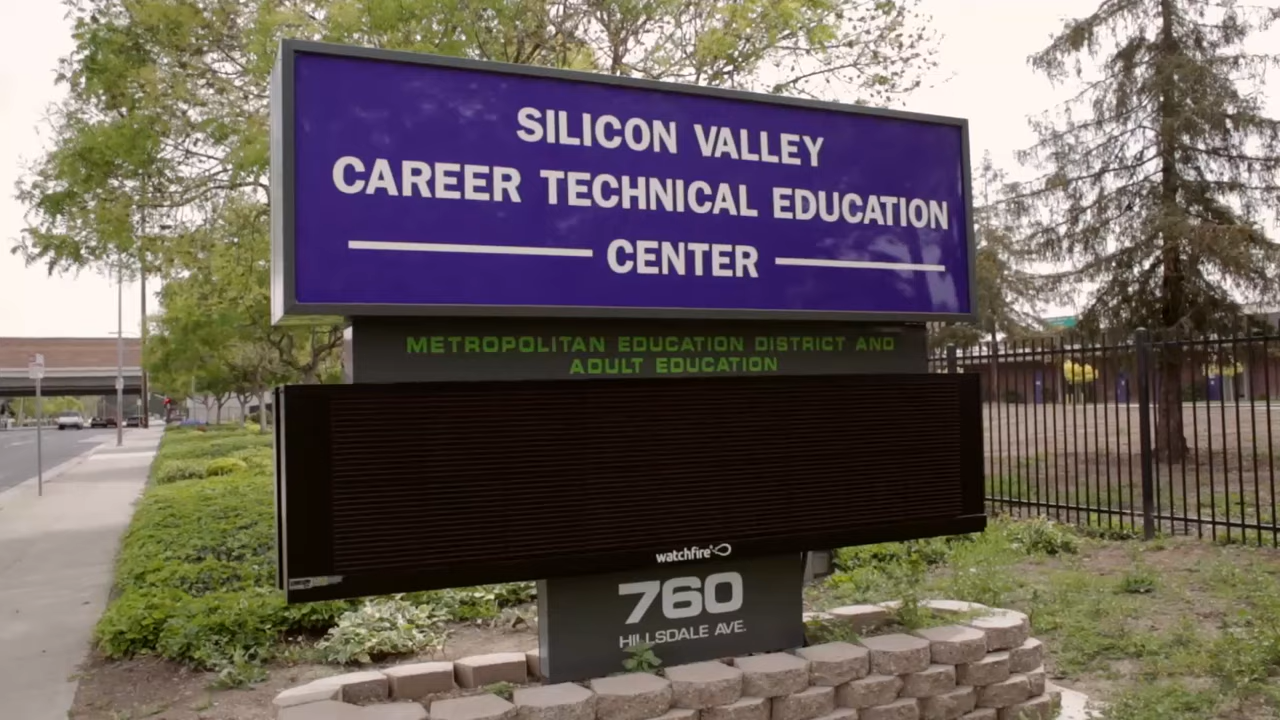 SILICON VALLEY
CAREER TECHNICAL EDUCATION
CENTER
METROPOLITAN EDUCATION DISTRICT AND
ADULT EDUCATION
watchfire
760
HILLSDALE AVE.